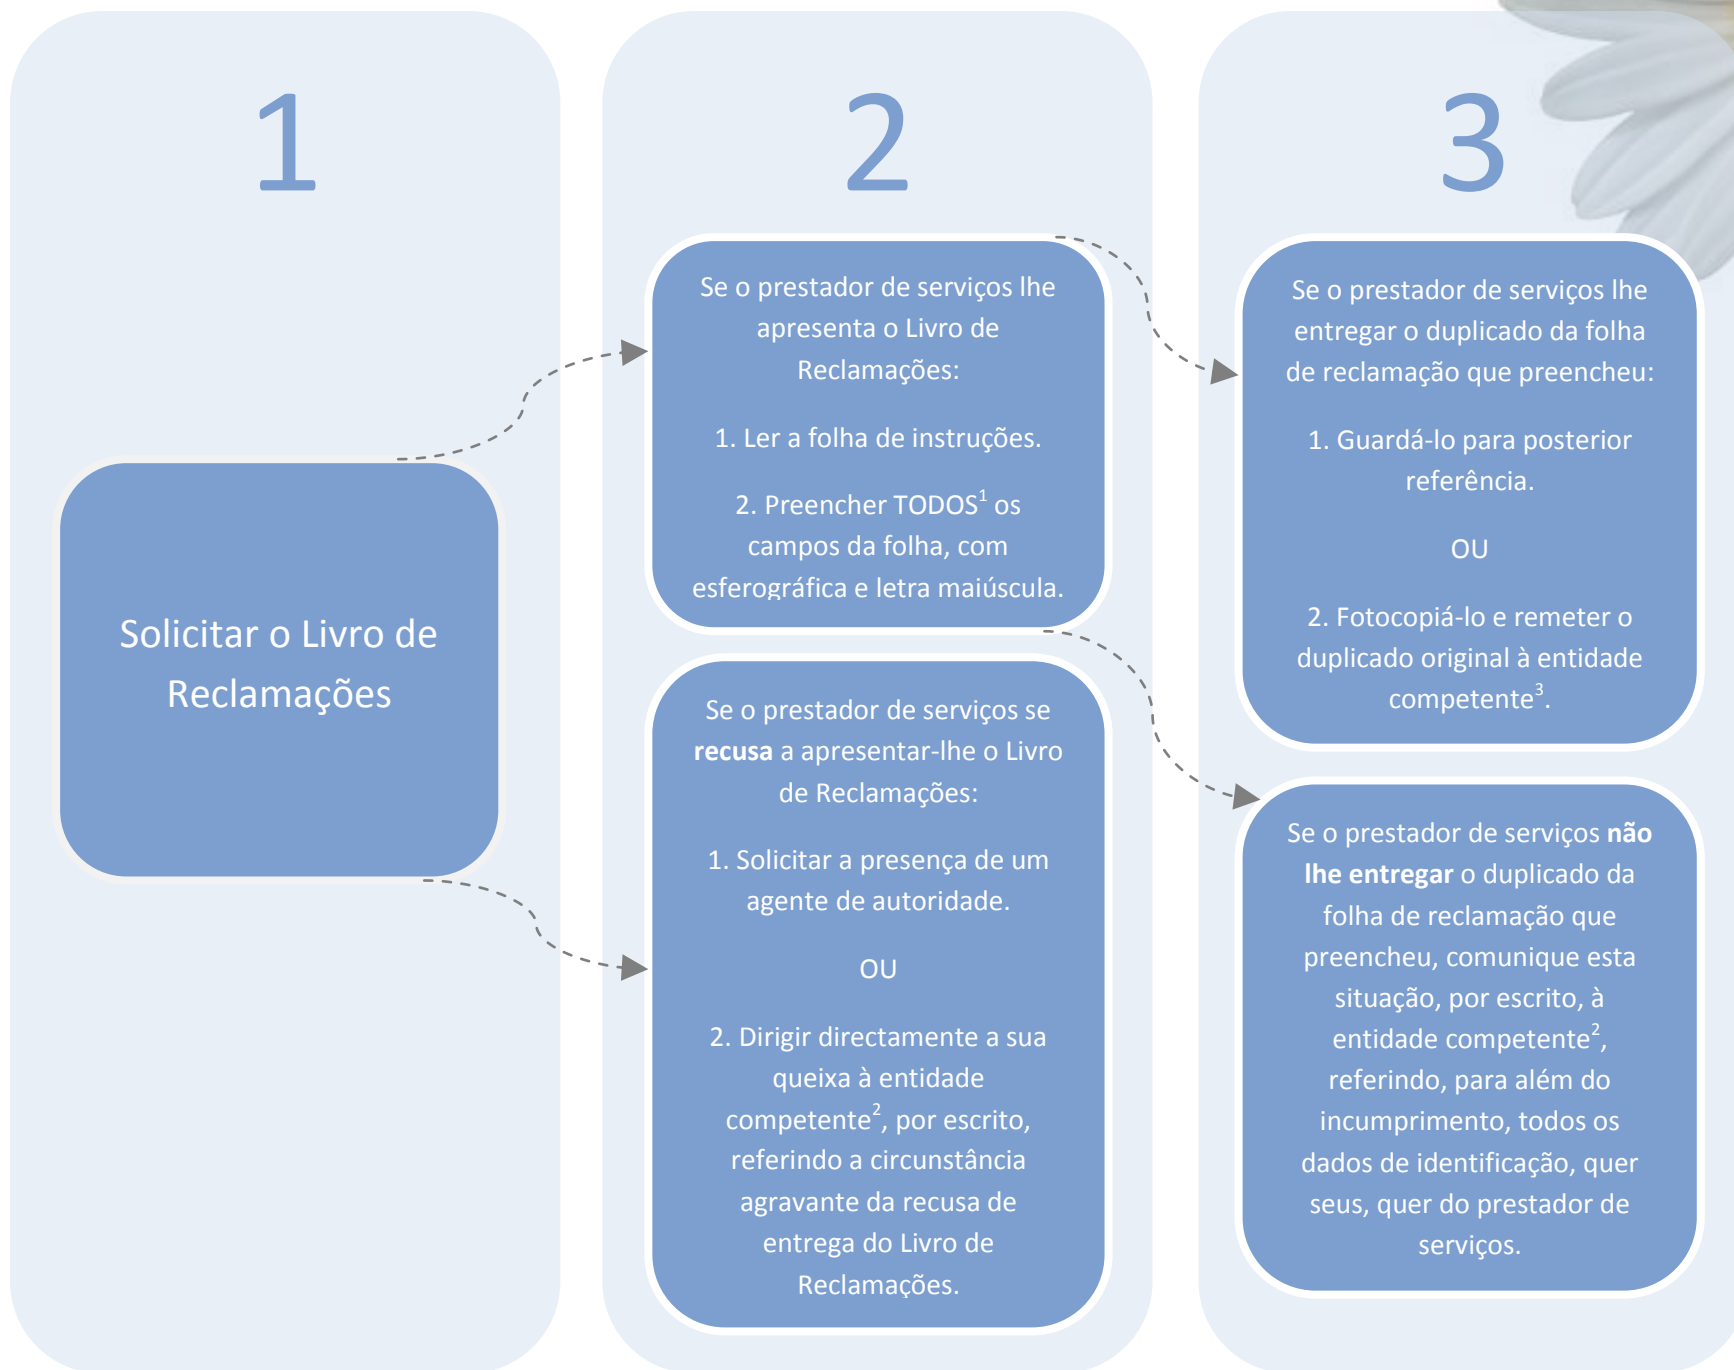 1
Solicitar o Livro de
Reclamações
2
Se o prestador de serviços lhe
apresenta o Livro de
Reclamações:
1. Ler a folha de instruções.
2. Preencher TODOS¹ os
campos da folha, com
esferográfica e letra maiúscula.
Se o prestador de serviços se
recusa a apresentar-lhe o Livro
de Reclamações:
1. Solicitar a presença de um
agente de autoridade.
OU
2. Dirigir directamente a sua
queixa à entidade
competente², por escrito,
referindo a circunstância
agravante da recusa de
entrega do Livro de
Reclamações.
3
Se o prestador de serviços lhe
entregar o duplicado da folha
de reclamação que preencheu:
1. Guardá-lo para posterior
referência.
OU
2. Fotocopiá-lo e remeter o
duplicado original à entidade
competente³.
Se o prestador de serviços não
lhe entregar o duplicado da
folha de reclamação que
preencheu, comunique esta
situação, por escrito, à
entidade competente²,
referindo, para além do
incumprimento, todos os
dados de identificação, quer
seus, quer do prestador de
serviços.